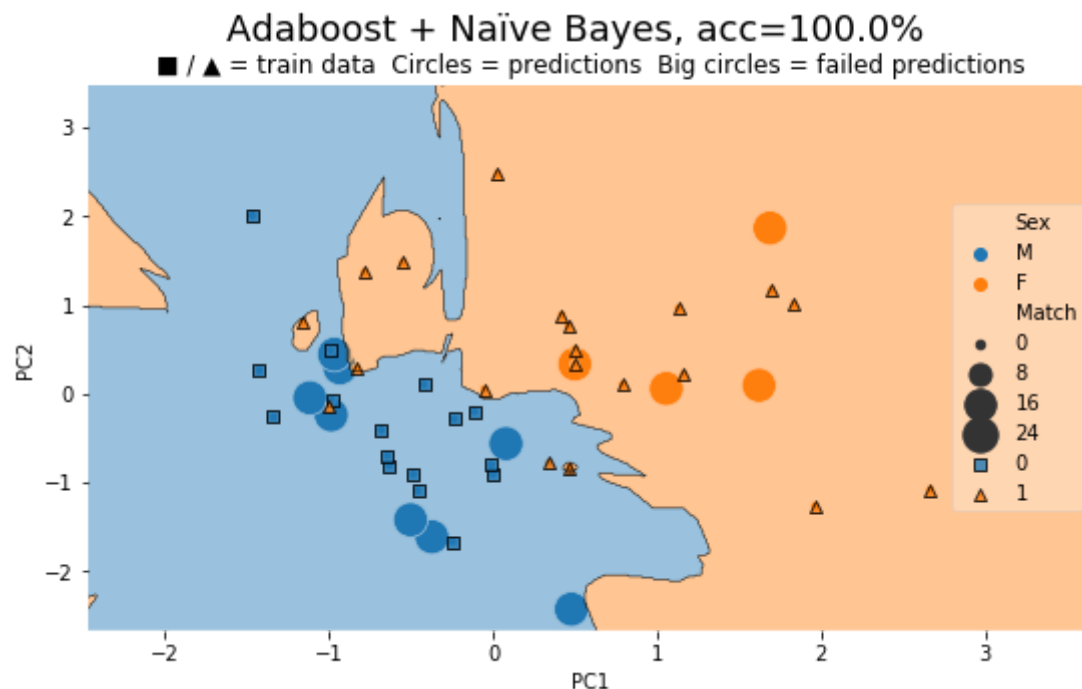 Adaboost + Naïve Bayes, acc=100.0%
■ / ▲ = train data  Circles = predictions  Big circles = failed predictions
3
2
1
0
−1
−2
PC2
−2
−1
0
1
2
3
PC1
Sex
M
F
Match
0
8
16
24
0
1